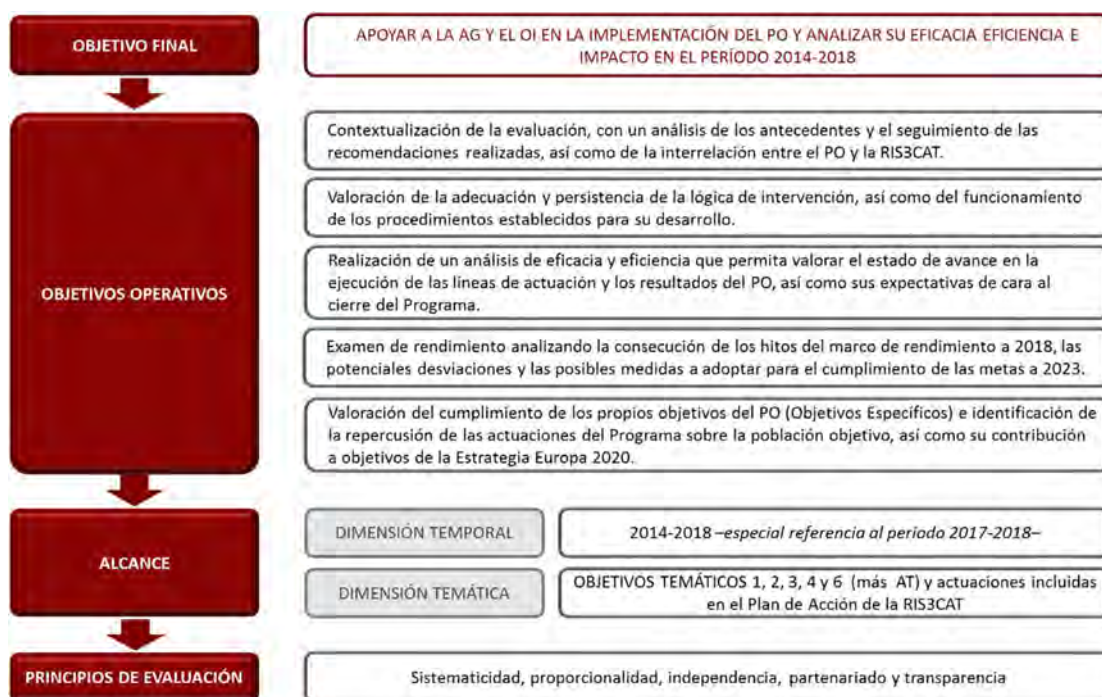 OBJETIVO FINAL
APOYAR A LA AG Y EL OI EN LA IMPLEMENTACIÓN DEL PO Y ANALIZAR SU EFICACIA EFICIENCIA E
IMPACTO EN EL PERÍODO 2014-2018
OBJETIVOS OPERATIVOS
Contextualización de la evaluación, con un análisis de los antecedentes y el seguimiento de las
recomendaciones realizadas, así como de la interrelación entre el PO y la RIS3CAT.
Valoración de la adecuación y persistencia de la lógica de intervención, así como del funcionamiento
de los procedimientos establecidos para su desarrollo.
Realización de un análisis de eficacia y eficiencia que permita valorar el estado de avance en la
ejecución de las líneas de actuación y los resultados del PO, así como sus expectativas de cara al
cierre del Programa.
Examen de rendimiento analizando la consecución de los hitos del marco de rendimiento a 2018, las
potenciales desviaciones y las posibles medidas a adoptar para el cumplimiento de las metas a 2023.
Valoración del cumplimiento de los propios objetivos del PO (Objetivos Específicos) e identificación de
la repercusión de las actuaciones del Programa sobre la población objetivo, así como su contribución
a objetivos de la Estrategia Europa 2020.
ALCANCE
DIMENSIÓN TEMPORAL
2014-2018 –especial referencia al período 2017-2018–
DIMENSIÓN TEMÁTICA
OBJETIVOS TEMÁTICOS 1, 2, 3, 4 y 6 (más AT) y actuaciones incluidas
en el Plan de Acción de la RIS3CAT
PRINCIPIOS DE EVALUACIÓN
Sistematicidad, proporcionalidad, independencia, partenariado y transparencia